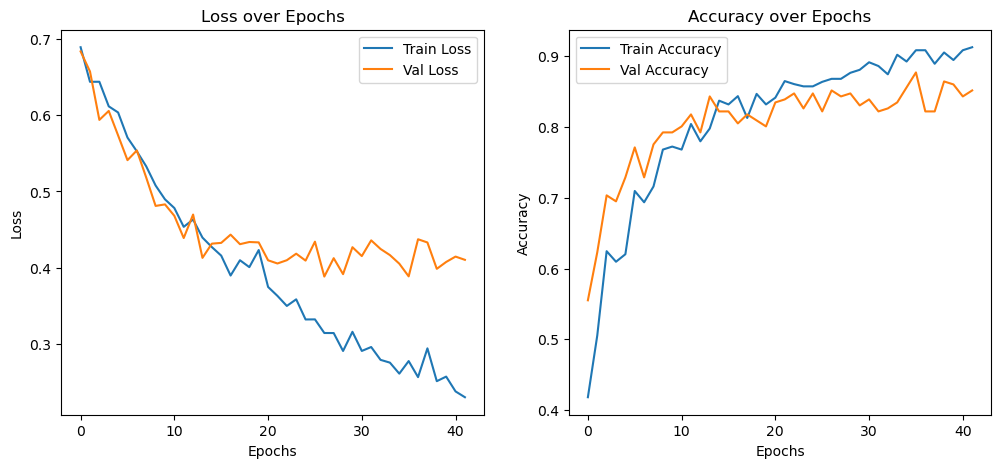 Loss over Epochs
0.7
0.6
0.5
0.4
0.3
Loss
0
10
20
30
40
Epochs
Train Loss
Val Loss
Accuracy over Epochs
0.9
0.8
0.7
0.6
0.5
0.4
Accuracy
0
10
20
30
40
Epochs
Train Accuracy
Val Accuracy